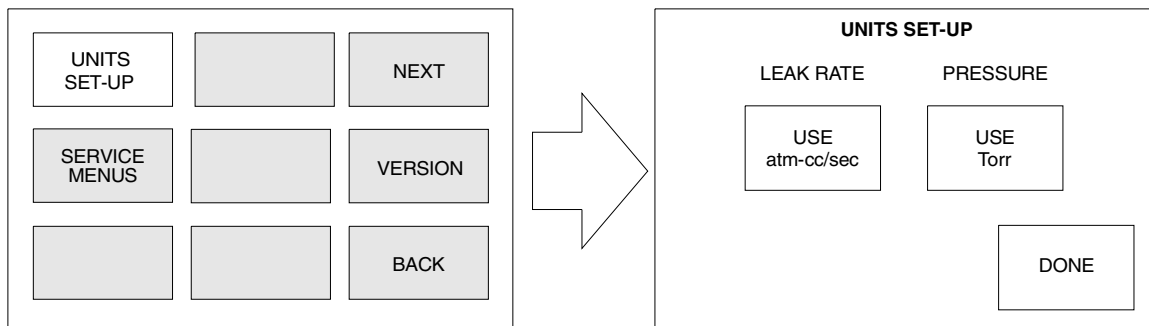 UNITS
SET-UP
NEXT
SERVICE
MENUS
VERSION
BACK
UNITS SET-UP
LEAK RATE
PRESSURE
USE
atm-cc/sec
USE
Torr
DONE